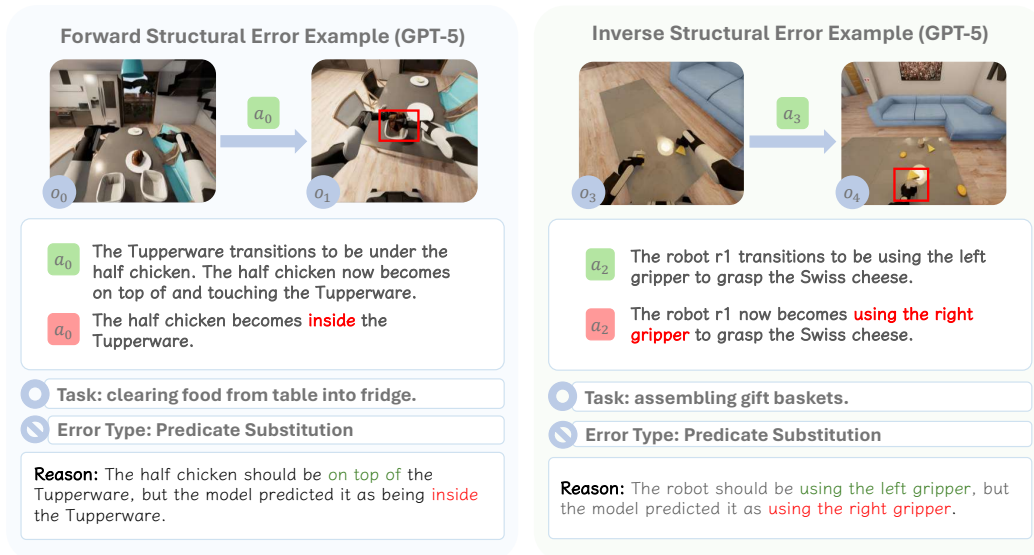 Forward Structural Error Example (GPT-5)
a₀
o₀
o₁
a₀ The Tupperware transitions to be under the
half chicken. The half chicken now becomes
on top of and touching the Tupperware.
a₀ The half chicken becomes inside the
Tupperware.
Task: clearing food from table into fridge.
Error Type: Predicate Substitution
Reason: The half chicken should be on top of the
Tupperware, but the model predicted it as being inside
the Tupperware.
Inverse Structural Error Example (GPT-5)
a₃
o₃
o₄
a₂ The robot r1 transitions to be using the left
gripper to grasp the Swiss cheese.
a₂ The robot r1 now becomes using the right
gripper to grasp the Swiss cheese.
Task: assembling gift baskets.
Error Type: Predicate Substitution
Reason: The robot should be using the left gripper, but
the model predicted it as using the right gripper.